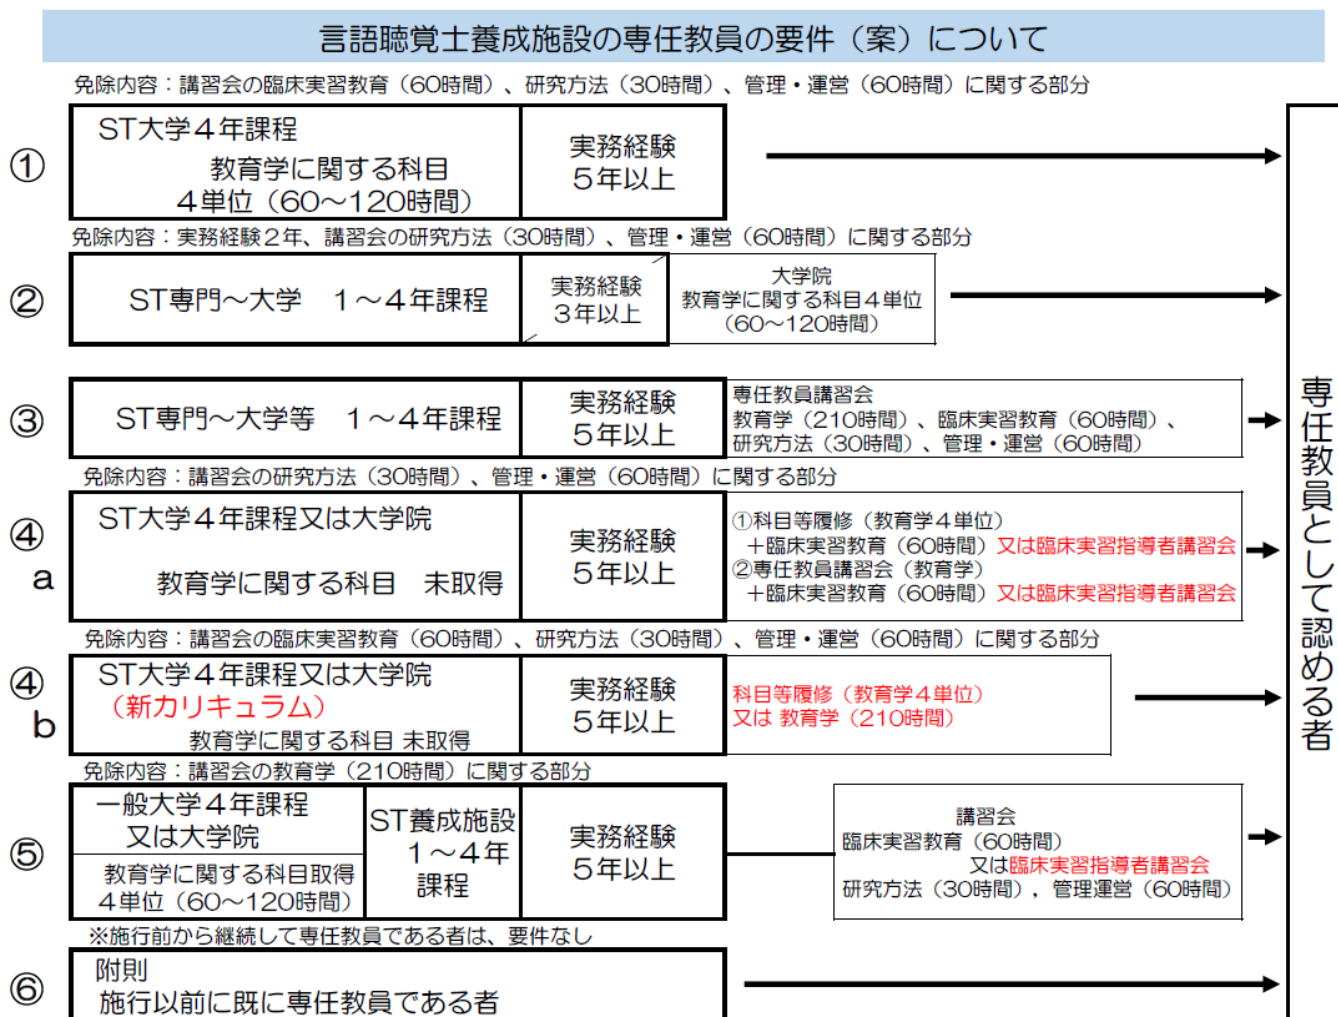 言語聴覚士養成施設の専任教員の要件（案）について
免除内容：講習会の臨床実習教育（60時間）、研究方法（30時間）、管理・運営（60時間）に関する部分
①
ST大学４年課程
教育学に関する科目
４単位（60～120時間）
実務経験
５年以上
免除内容：実務経験２年、講習会の研究方法（30時間）、管理・運営（60時間）に関する部分
②
ST専門～大学　１～４年課程
実務経験
３年以上
大学院
教育学に関する科目４単位
（60～120時間）
③
ST専門～大学等　１～４年課程
実務経験
５年以上
専任教員講習会
教育学（210時間）、臨床実習教育（60時間）、
研究方法（30時間）、管理・運営（60時間）
免除内容：講習会の研究方法（30時間）、管理・運営（60時間）に関する部分
④
a
ST大学４年課程又は大学院
教育学に関する科目　未取得
実務経験
５年以上
①科目等履修（教育学４単位）
＋臨床実習教育（60時間）又は臨床実習指導者講習会
②専任教員講習会（教育学）
＋臨床実習教育（60時間）又は臨床実習指導者講習会
免除内容：講習会の臨床実習教育（60時間）、研究方法（30時間）、管理・運営（60時間）に関する部分
④
b
ST大学４年課程又は大学院
（新カリキュラム）
教育学に関する科目 未取得
実務経験
５年以上
科目等履修（教育学４単位）
又は 教育学（210時間）
免除内容：講習会の教育学（210時間）に関する部分
⑤
一般大学４年課程
又は大学院
教育学に関する科目取得
４単位（60～120時間）
ST養成施設
１～４年
課程
実務経験
５年以上
講習会
臨床実習教育（60時間）
又は臨床実習指導者講習会
研究方法（30時間），管理運営（60時間）
※施行前から継続して専任教員である者は、要件なし
⑥
附則
施行以前に既に専任教員である者
専任教員として認める者